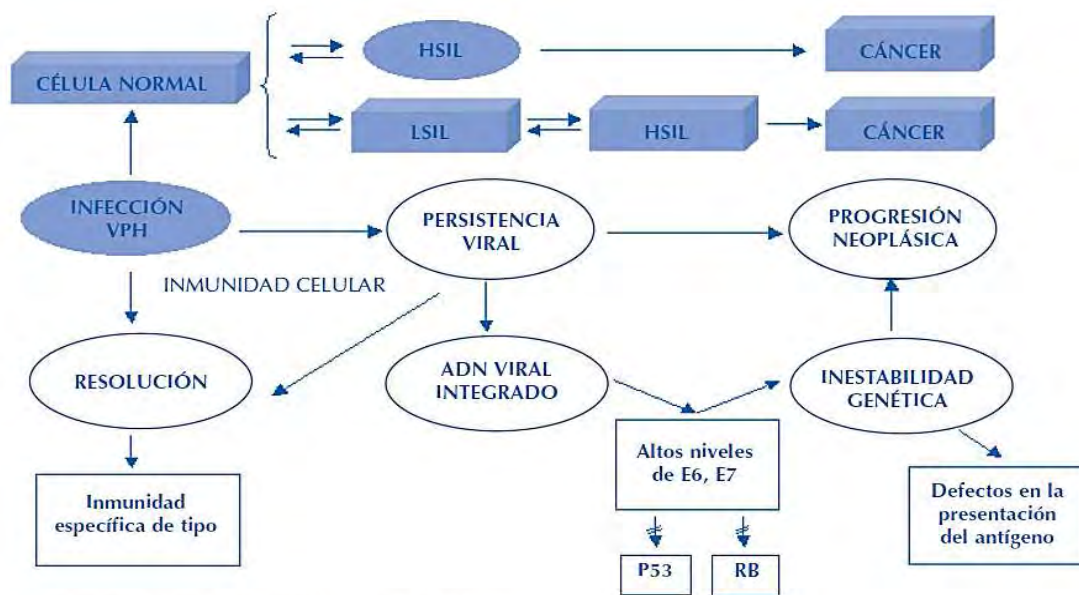 HSIL
CÁNCER
CÉLULA NORMAL
LSIL
HSIL
CÁNCER
INFECCIÓN
VPH
PERSISTENCIA
VIRAL
PROGRESIÓN
NEOPLÁSICA
INMUNIDAD CELULAR
RESOLUCIÓN
ADN VIRAL
INTEGRADO
INESTABILIDAD
GENÉTICA
Altos niveles
de E6, E7
Inmunidad
específica de tipo
Defectos en la
presentación
del antígeno
P53
RB